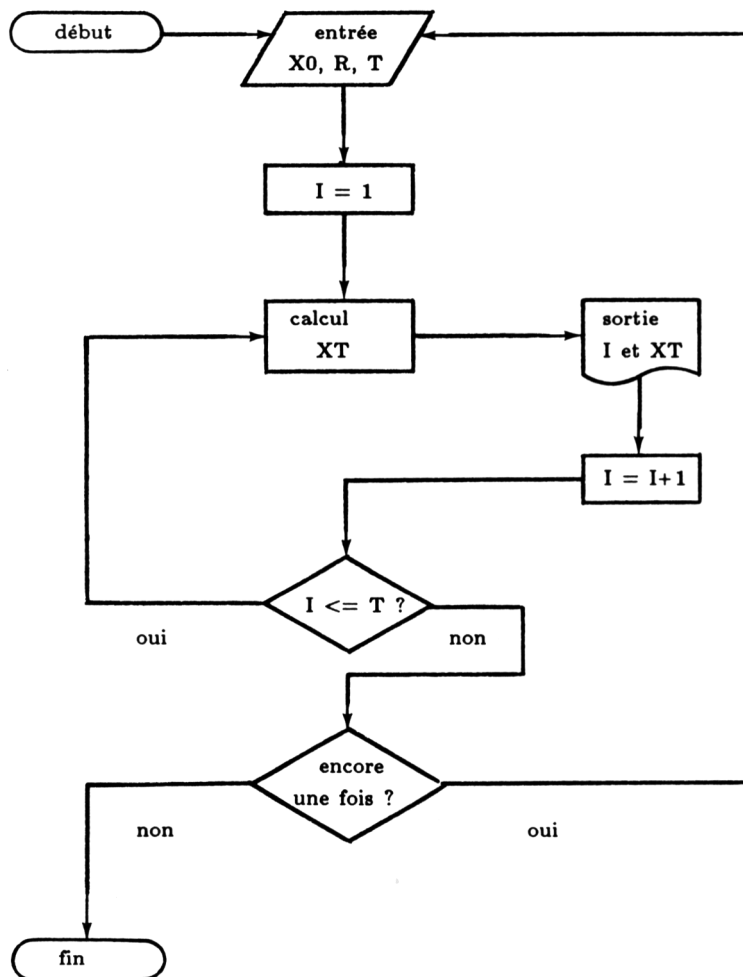 début
entrée
X0, R, T
I = 1
calcul
XT
sortie
I et XT
I = I+1
I <= T ?
oui
non
encore
une fois ?
non
oui
fin